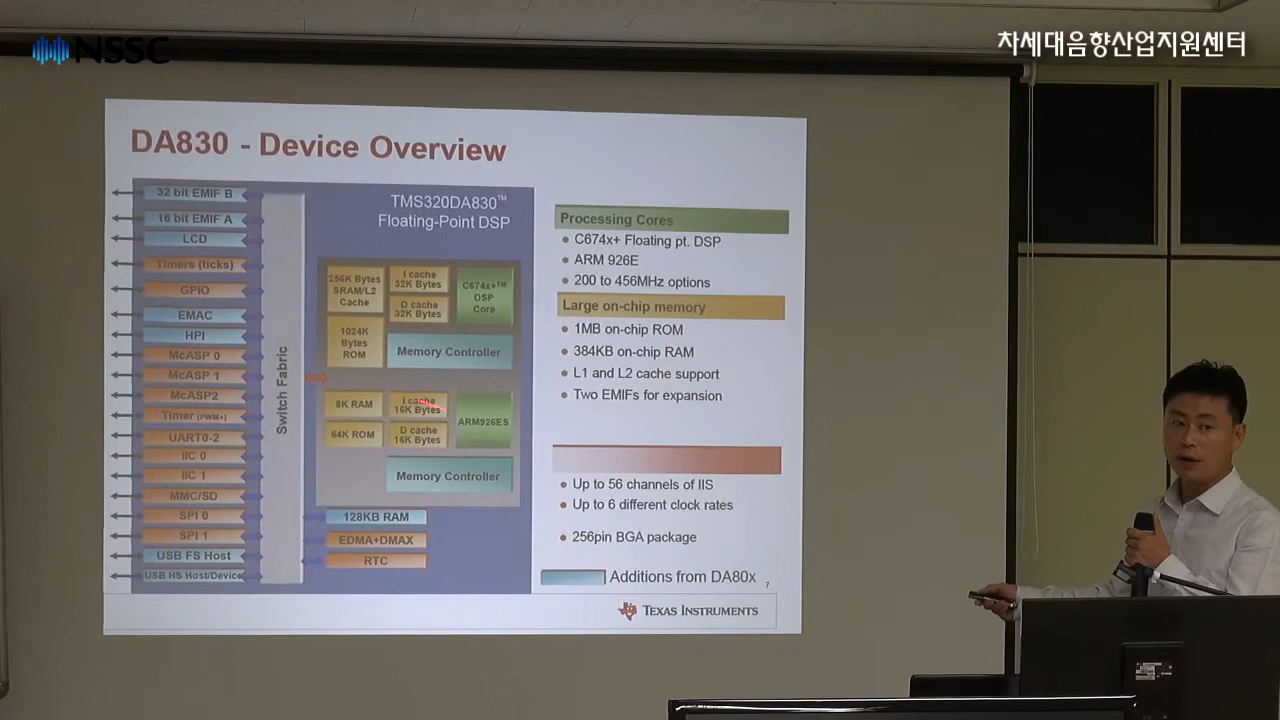 NSSC
차세대음향산업지원센터
DA830 - Device Overview
32 bit EMIF B
16 bit EMIF A
LCD
Timers (ticks)
GPIO
EMAC
HPI
McASP 0
McASP 1
McASP2
Timer (PWM+)
UART0-2
IIC 0
IIC 1
MMC/SD
SPI 0
SPI 1
USB FS Host
USB HS Host/Device
Switch Fabric
TMS320DA830™
Floating-Point DSP
256K Bytes
SRAM/L2
Cache
I cache
32K Bytes
D cache
32K Bytes
C674x+™
DSP
Core
1024K
Bytes
ROM
Memory Controller
8K RAM
I cache
16K Bytes
64K ROM
D cache
16K Bytes
ARM926ES
Memory Controller
128KB RAM
EDMA+DMAX
RTC
Processing Cores
• C674x+ Floating pt. DSP
• ARM 926E
• 200 to 456MHz options
Large on-chip memory
• 1MB on-chip ROM
• 384KB on-chip RAM
• L1 and L2 cache support
• Two EMIFs for expansion
• Up to 56 channels of IIS
• Up to 6 different clock rates
• 256pin BGA package
Additions from DA80x
7
TEXAS INSTRUMENTS